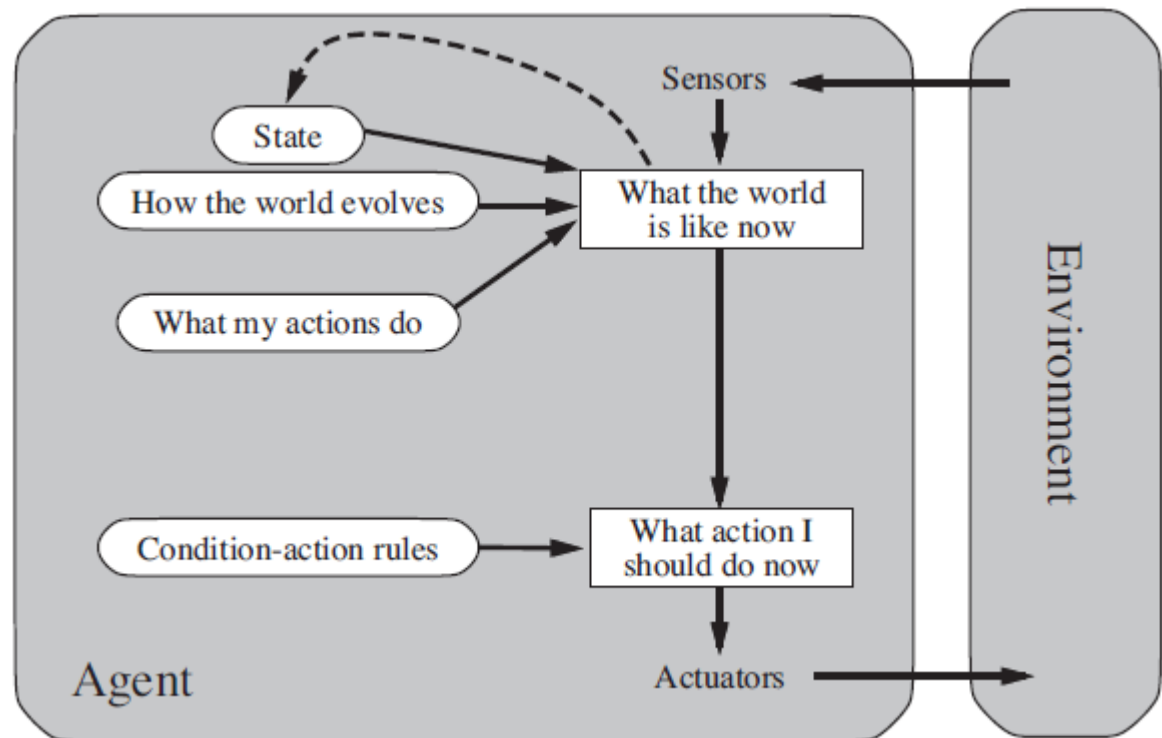 Sensors
State
What the world
is like now
How the world evolves
What my actions do
Environment
Condition-action rules
What action I
should do now
Agent
Actuators